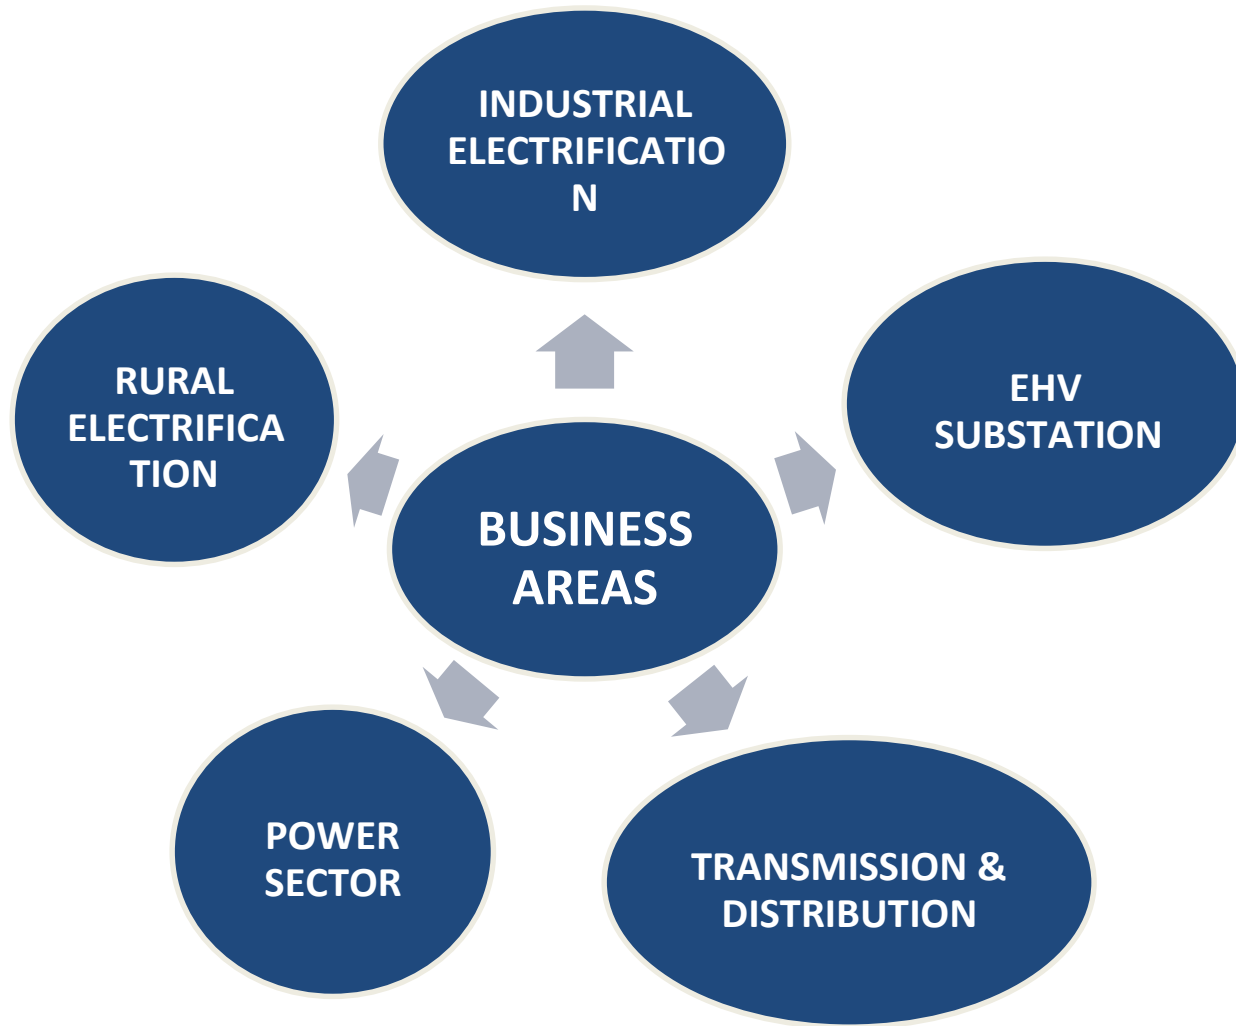 INDUSTRIAL
ELECTRIFICATIO
N
RURAL
ELECTRIFICA
TION
EHV
SUBSTATION
BUSINESS
AREAS
POWER
SECTOR
TRANSMISSION &
DISTRIBUTION